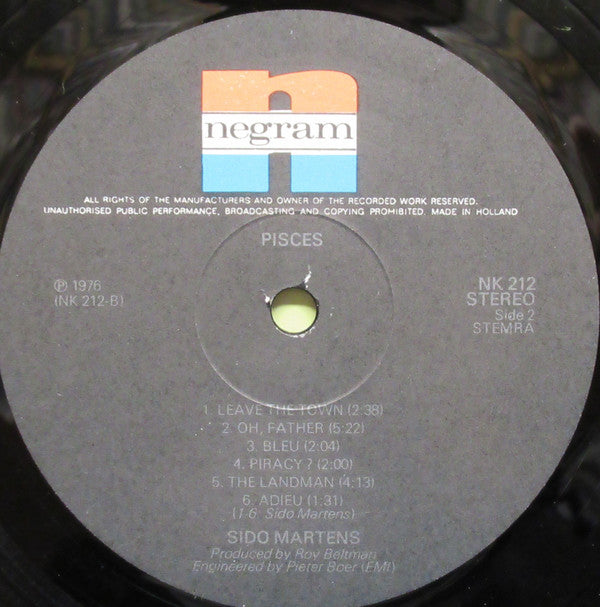 negram
ALL RIGHTS OF THE MANUFACTURERS AND OWNER OF THE RECORDED WORK RESERVED.
UNAUTHORISED PUBLIC PERFORMANCE, BROADCASTING AND COPYING PROHIBITED. MADE IN HOLLAND
PISCES
℗ 1976
(NK 212-B)
NK 212
STEREO
Side 2
STEMRA
1. LEAVE THE TOWN (2:38)
2. OH, FATHER (5:22)
3. BLEU (2:04)
4. PIRACY ? (2:00)
5. THE LANDMAN (4:13)
6. ADIEU (1:31)
(1-6 Sido Martens)
SIDO MARTENS
Produced by Roy Beltman
Engineered by Pieter Boer (EMI)